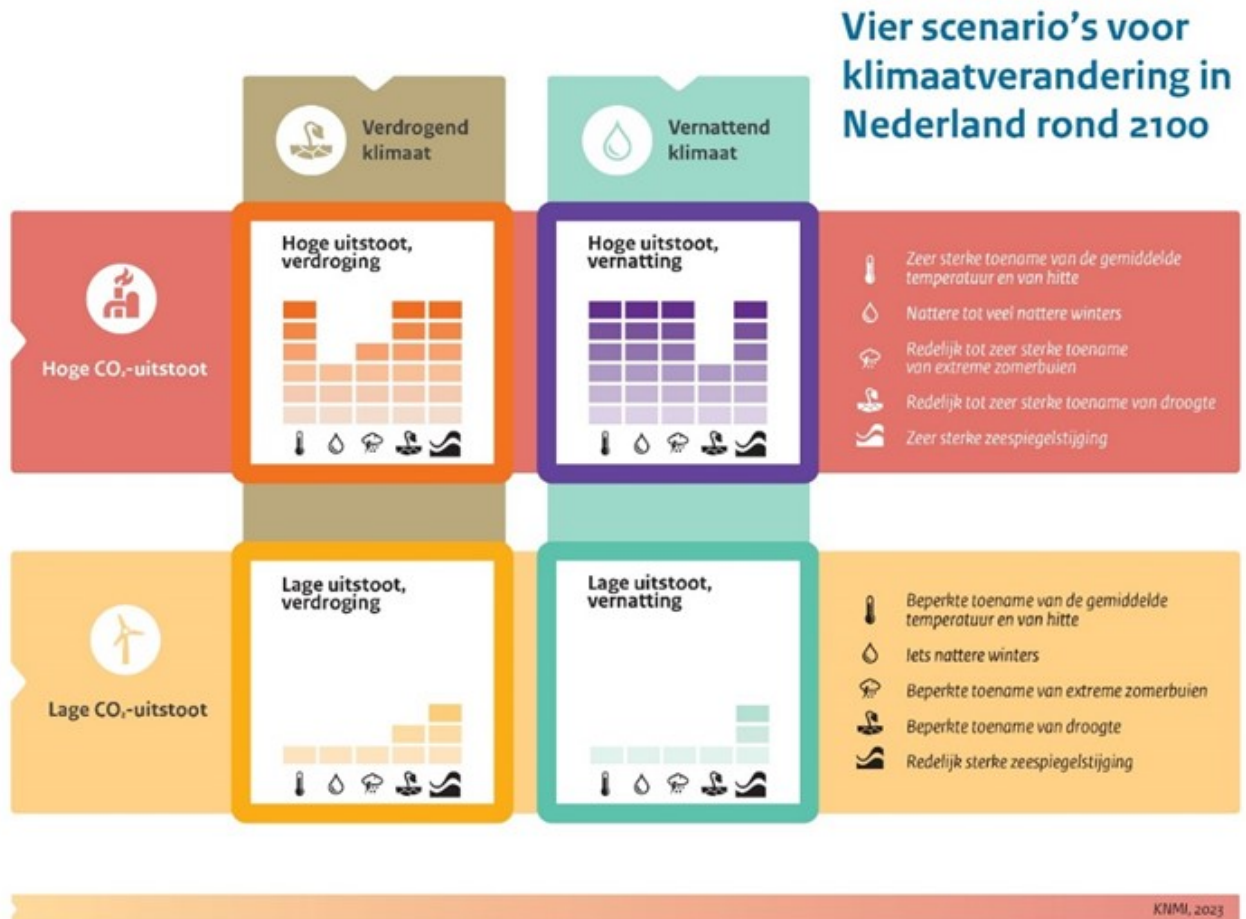 Vier scenario's voor
klimaatverandering in
Nederland rond 2100
Verdrogend
klimaat
Vernattend
klimaat
Hoge CO₂-uitstoot
Hoge uitstoot,
verdroging
Hoge uitstoot,
vernatting
Zeer sterke toename van de gemiddelde
temperatuur en van hitte
Nattere tot veel nattere winters
Redelijk tot zeer sterke toename
van extreme zomerbuien
Redelijk tot zeer sterke toename van droogte
Zeer sterke zeespiegelstijging
Lage CO₂-uitstoot
Lage uitstoot,
verdroging
Lage uitstoot,
vernatting
Beperkte toename van de gemiddelde
temperatuur en van hitte
Iets nattere winters
Beperkte toename van extreme zomerbuien
Beperkte toename van droogte
Redelijk sterke zeespiegelstijging
KNMI, 2023